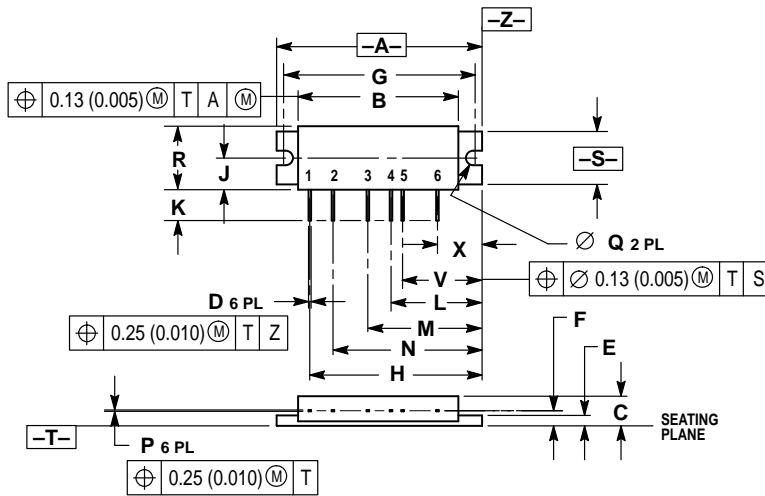 –Z–
–A–
G
⌖ 0.13 (0.005) Ⓜ T A Ⓜ
B
R
J
–S–
1 2 3 4 5 6
K
X
∅ Q 2 PL
V
⌖ ∅ 0.13 (0.005) Ⓜ T S
D 6 PL
L
F
⌖ 0.25 (0.010) Ⓜ T Z
M
N
E
H
C
SEATING
PLANE
–T–
P 6 PL
⌖ 0.25 (0.010) Ⓜ T